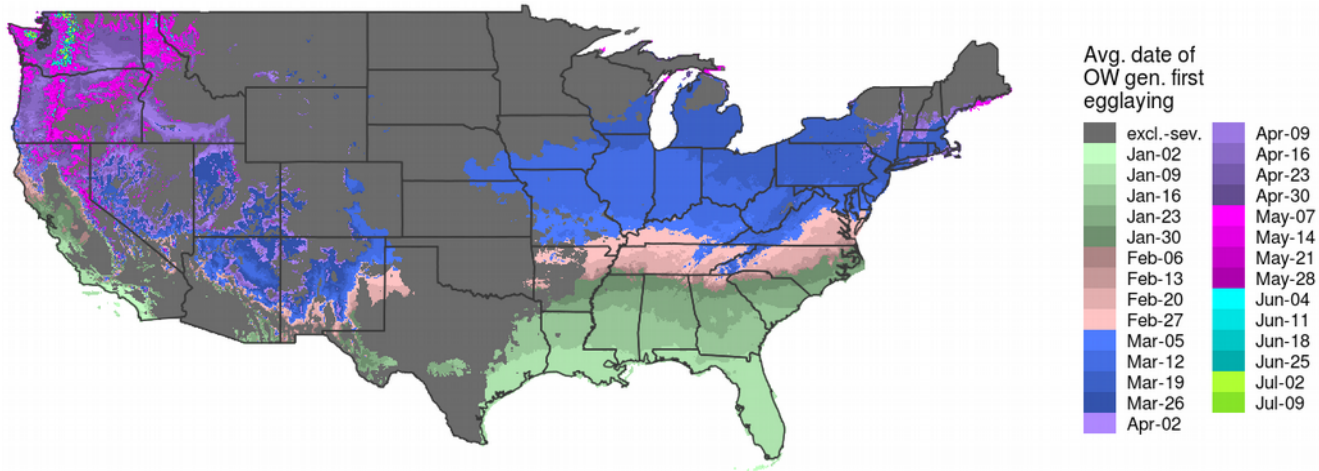 Avg. date of
OW gen. first
egglaying
excl.-sev.
Jan-02
Jan-09
Jan-16
Jan-23
Jan-30
Feb-06
Feb-13
Feb-20
Feb-27
Mar-05
Mar-12
Mar-19
Mar-26
Apr-02
Apr-09
Apr-16
Apr-23
Apr-30
May-07
May-14
May-21
May-28
Jun-04
Jun-11
Jun-18
Jun-25
Jul-02
Jul-09